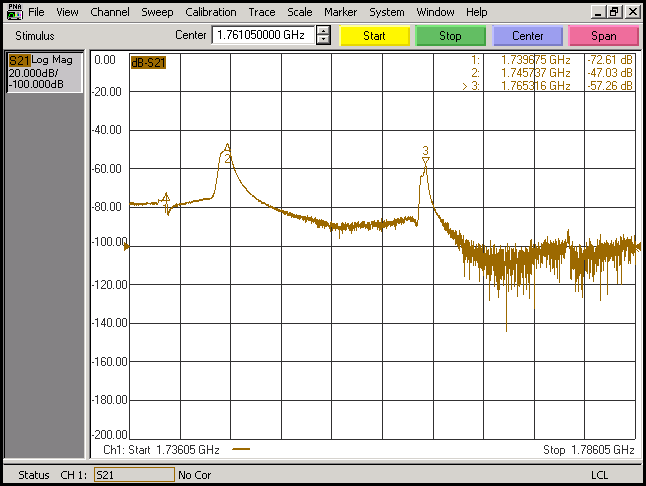 PNA File View Channel Sweep Calibration Trace Scale Marker System Window Help
Stimulus Center 1.761050000 GHz Start Stop Center Span
S21 Log Mag
20.000dB/
-100.000dB
dB-S21
1: 1.739675 GHz -72.61 dB
2: 1.745737 GHz -47.03 dB
> 3: 1.765316 GHz -57.26 dB
0.00
-20.00
-40.00
-60.00
-80.00
-100.00
-120.00
-140.00
-160.00
-180.00
-200.00
1
2
3
Ch1: Start 1.73605 GHz
Stop 1.78605 GHz
Status CH 1: S21 No Cor LCL